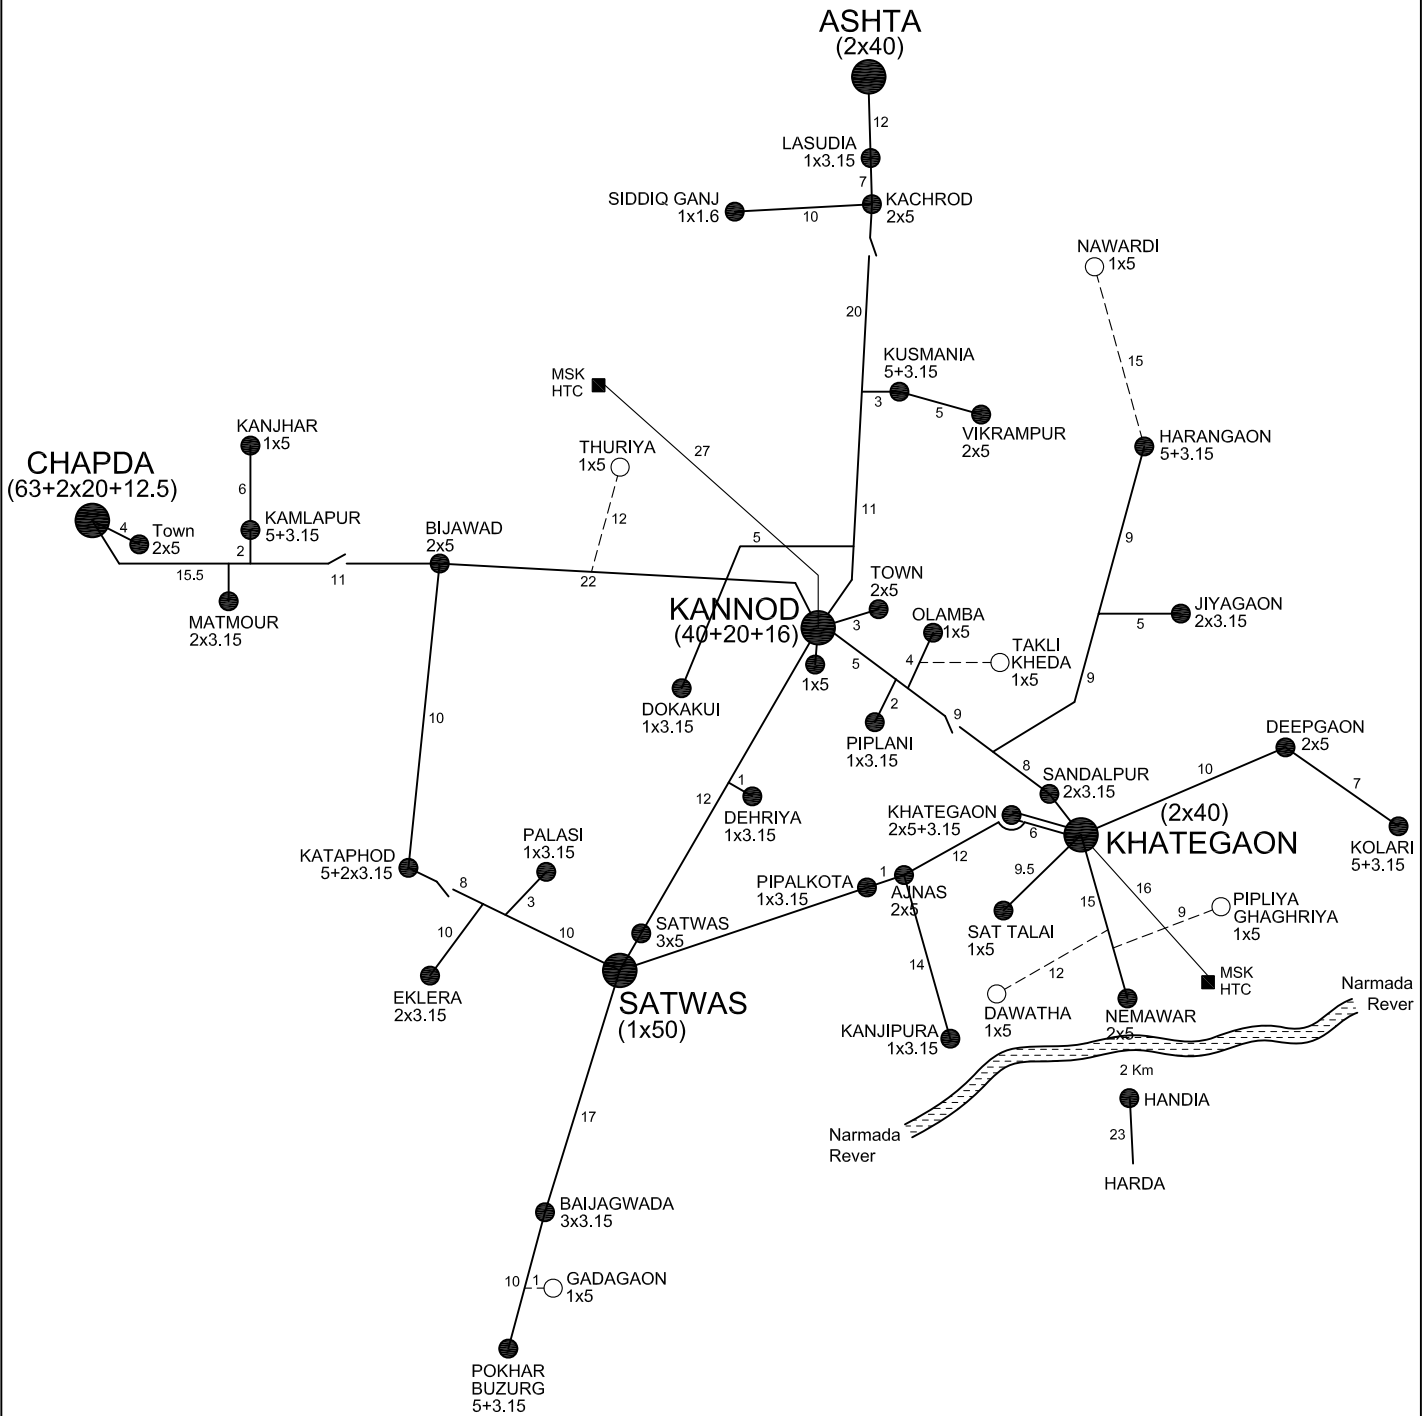 ASHTA
(2x40)
12
LASUDIA
1x3.15
7
SIDDIQ GANJ
1x1.6
10
KACHROD
2x5
NAWARDI
1x5
20
15
KUSMANIA
5+3.15
3
5
VIKRAMPUR
2x5
MSK
HTC
27
HARANGAON
5+3.15
KANJHAR
1x5
6
THURIYA
1x5
12
CHAPDA
(63+2x20+12.5)
4
Town
2x5
KAMLAPUR
5+3.15
2
15.5
11
MATMOUR
2x3.15
BIJAWAD
2x5
22
5
11
9
KANNOD
(40+20+16)
TOWN
2x5
3
1x5
OLAMBA
1x5
4
TAKLI
KHEDA
1x5
JIYAGAON
2x3.15
5
5
2
9
9
DOKAKUI
1x3.15
PIPLANI
1x3.15
10
8
SANDALPUR
2x3.15
DEEPGAON
2x5
10
7
KOLARI
5+3.15
12
1
DEHRIYA
1x3.15
KHATEGAON
2x5+3.15
6
(2x40)
KHATEGAON
PALASI
1x3.15
KATAPHOD
5+2x3.15
8
3
10
10
EKLERA
2x3.15
PIPALKOTA
1x3.15
1
12
AJNAS
2x5
9.5
SAT TALAI
1x5
15
16
9
PIPLIYA
GHAGHRIYA
1x5
SATWAS
3x5
14
12
DAWATHA
1x5
MSK
HTC
SATWAS
(1x50)
KANJIPURA
1x3.15
NEMAWAR
2x5
Narmada
Rever
2 Km
HANDIA
23
HARDA
Narmada
Rever
17
BAIJAGWADA
3x3.15
10
1
GADAGAON
1x5
POKHAR
BUZURG
5+3.15